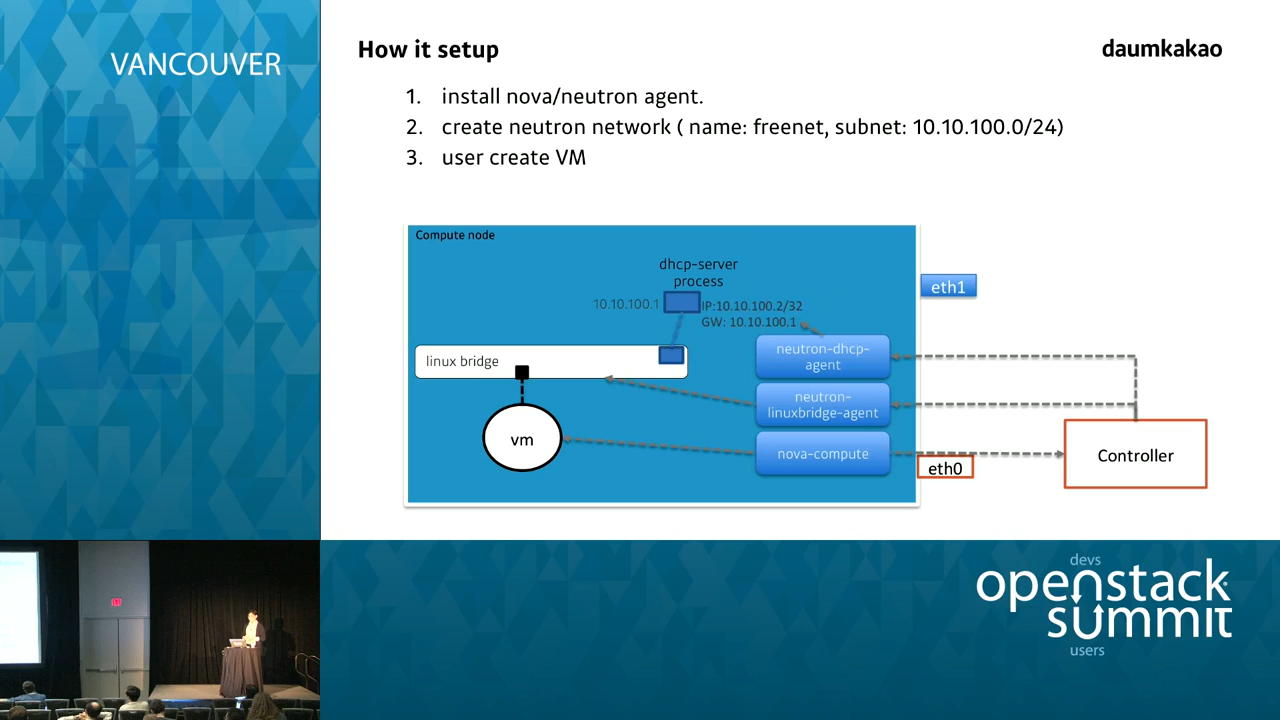 VANCOUVER
How it setup
daumkakao
1. install nova/neutron agent.
2. create neutron network ( name: freenet, subnet: 10.10.100.0/24)
3. user create VM
Compute node
dhcp-server
process
10.10.100.1
IP:10.10.100.2/32
GW: 10.10.100.1
eth1
linux bridge
neutron-dhcp-
agent
neutron-
linuxbridge-agent
vm
nova-compute
eth0
Controller
devs
openstack
summit
users